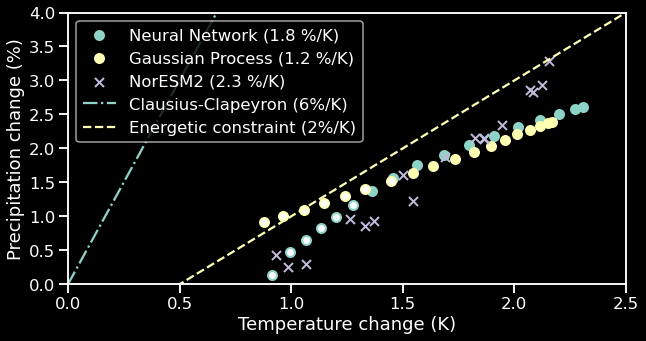 4.0
3.5
3.0
2.5
2.0
1.5
1.0
0.5
0.0
Precipitation change (%)
Neural Network (1.8 %/K)
Gaussian Process (1.2 %/K)
NorESM2 (2.3 %/K)
Clausius-Clapeyron (6%/K)
Energetic constraint (2%/K)
0.0 0.5 1.0 1.5 2.0 2.5
Temperature change (K)